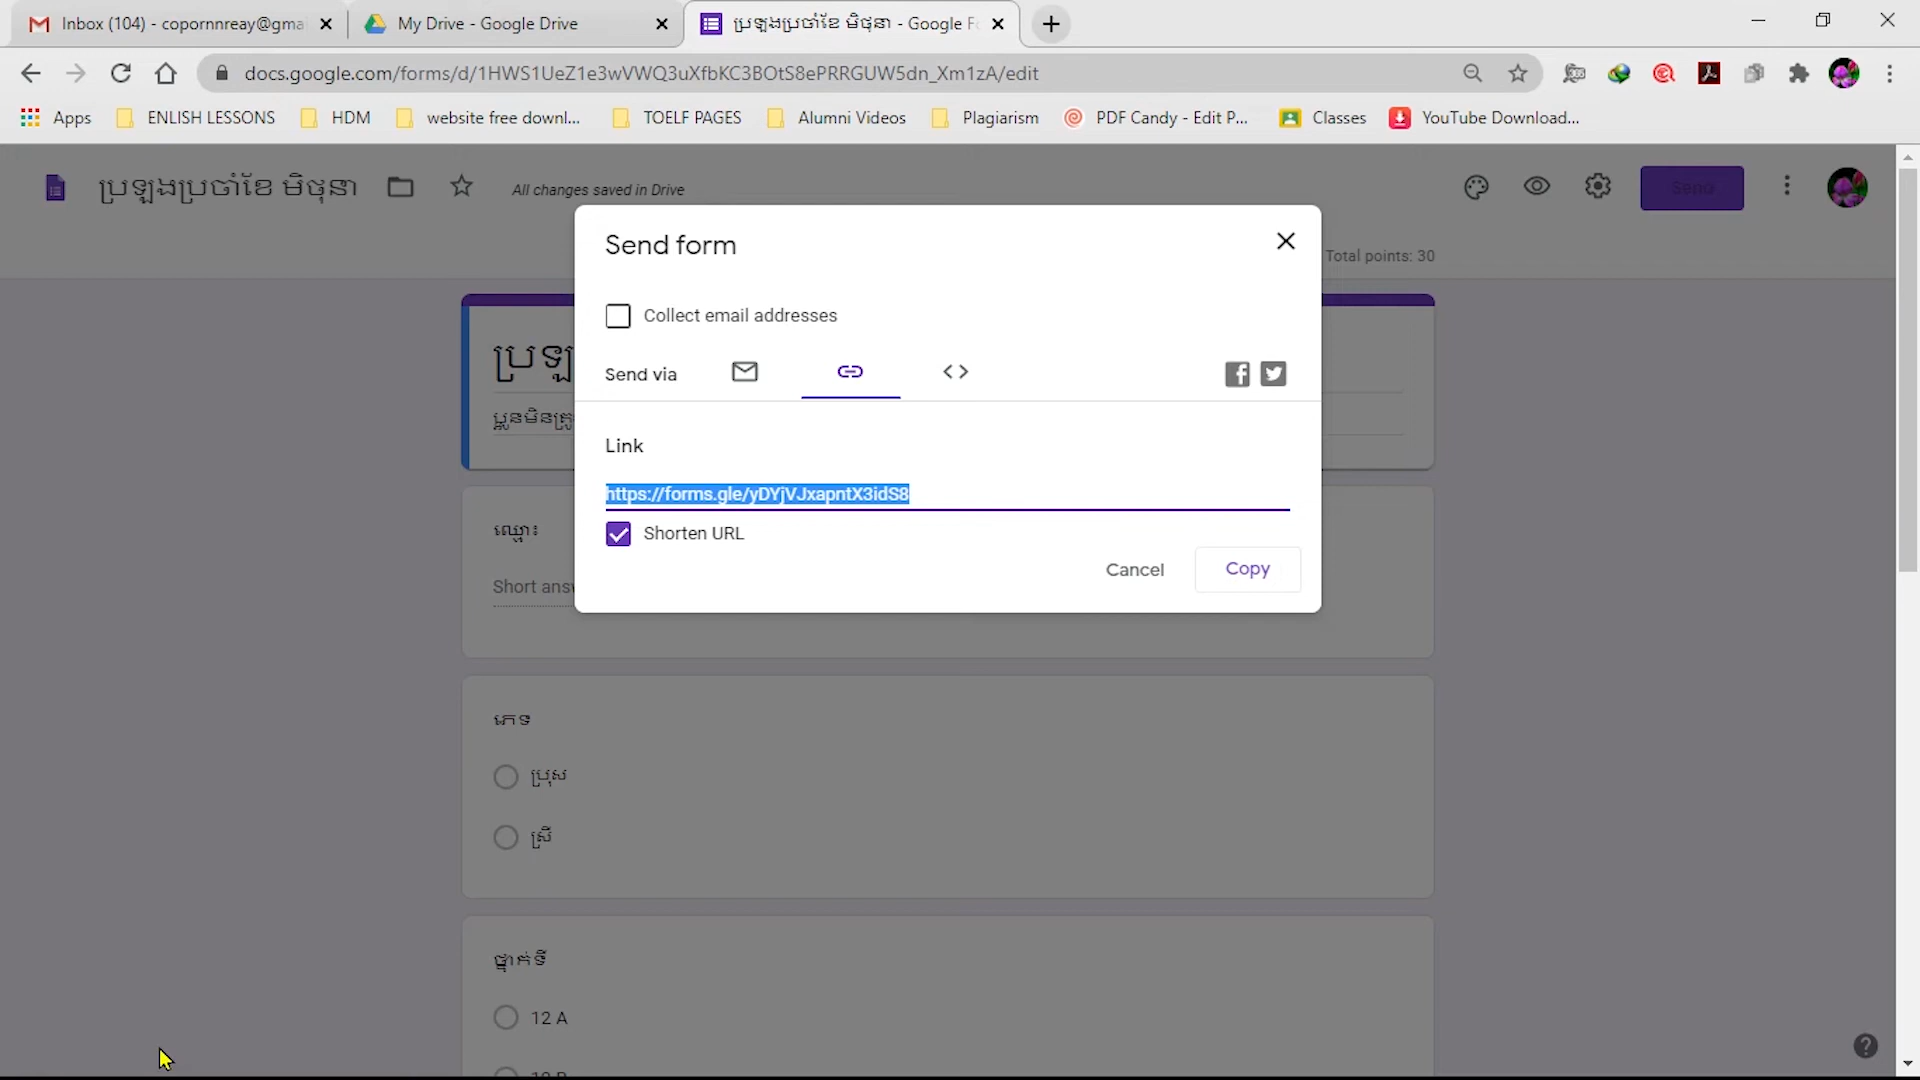 Inbox (104) - copornnreay@gma
My Drive - Google Drive
ប្រឡងប្រចាំខែ មិថុនា - Google Fo
docs.google.com/forms/d/1HWS1UeZ1e3wVWQ3uXfbKC3BOtS8ePRRGUW5dn_Xm1zA/edit
Apps
ENLISH LESSONS
HDM
website free downl...
TOELF PAGES
Alumni Videos
Plagiarism
PDF Candy - Edit P...
Classes
YouTube Download...
ប្រឡងប្រចាំខែ មិថុនា
All changes saved in Drive
Send
Total points: 30
Send form
Collect email addresses
Send via
Link
https://forms.gle/yDYjVJxapntX3idS8
Shorten URL
Cancel
Copy
ឈ្មោះ
Short ans
ភេទ
ប្រុស
ស្រី
ថ្នាក់ទី
12 A